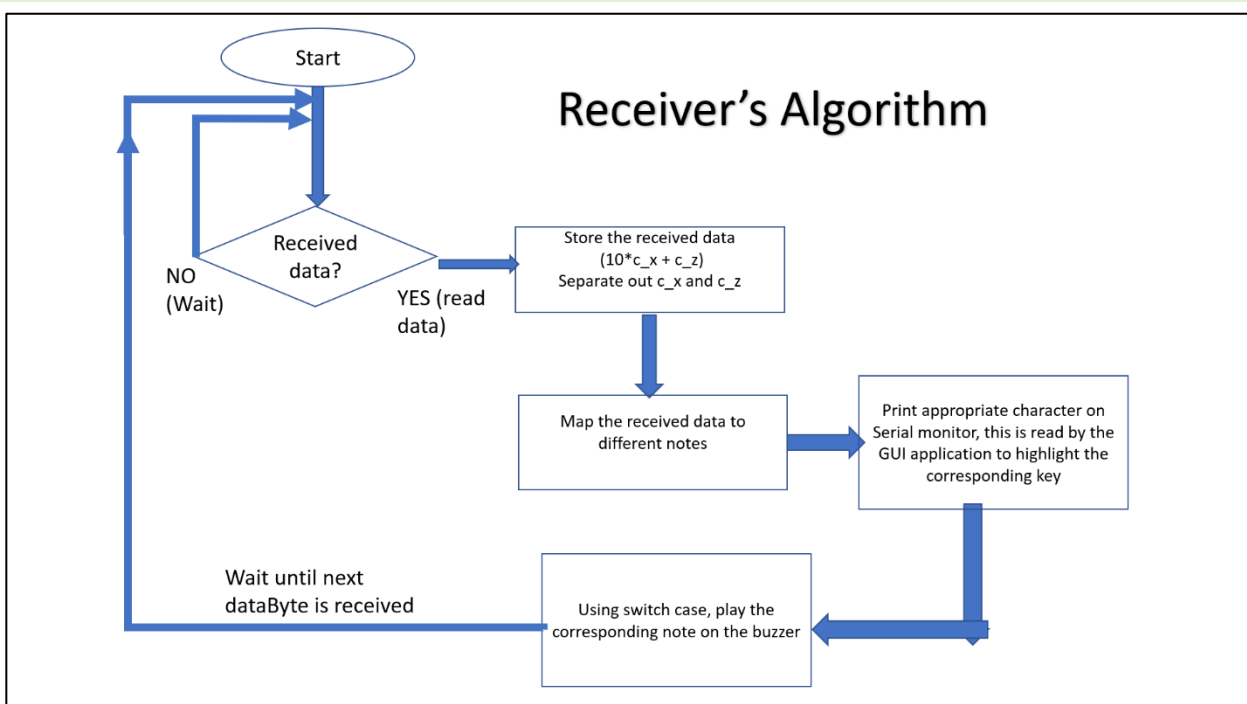 Start
Receiver's Algorithm
Received
data?
NO
(Wait)
YES (read
data)
Store the received data
(10*c_x + c_z)
Separate out c_x and c_z
Map the received data to
different notes
Print appropriate character on
Serial monitor, this is read by the
GUI application to highlight the
corresponding key
Using switch case, play the
corresponding note on the buzzer
Wait until next
dataByte is received